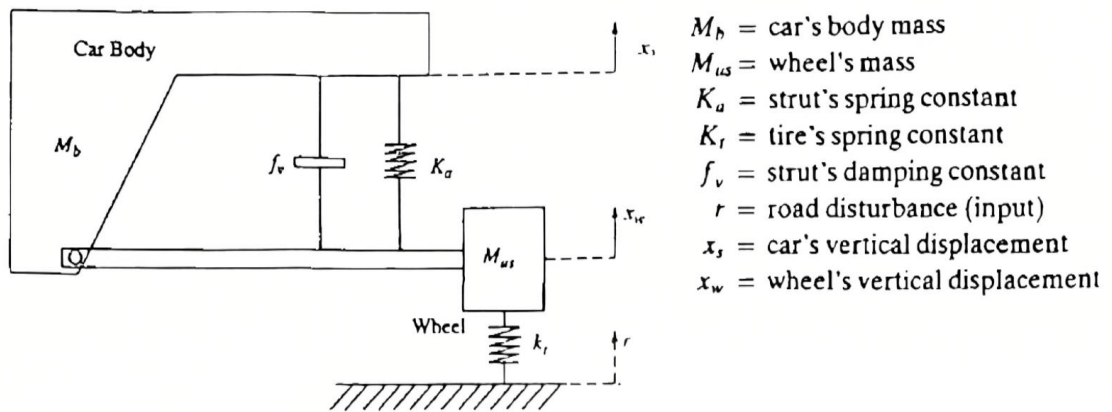 Car Body
M_b
f_v
K_a
x_s
x_w
M_us
Wheel
k_t
r
M_b = car's body mass
M_us = wheel's mass
K_a = strut's spring constant
K_t = tire's spring constant
f_v = strut's damping constant
r = road disturbance (input)
x_s = car's vertical displacement
x_w = wheel's vertical displacement